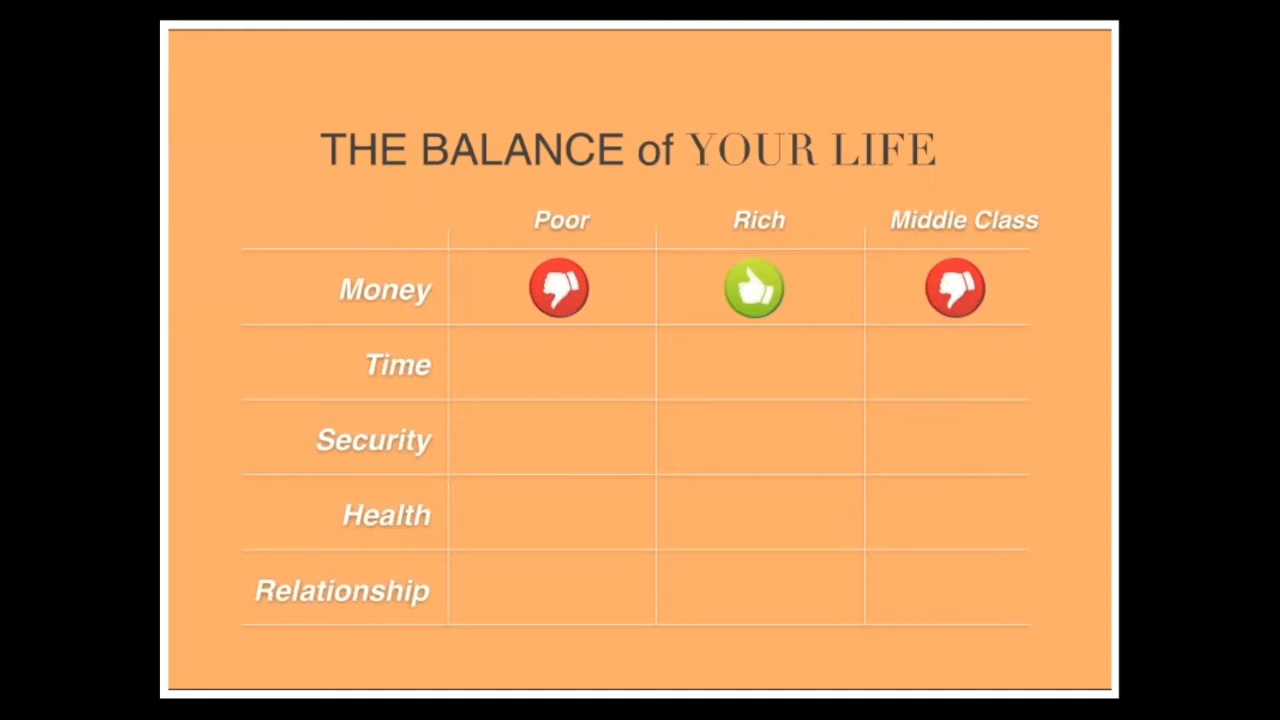 THE BALANCE of YOUR LIFE
Poor Rich Middle Class
Money
Time
Security
Health
Relationship